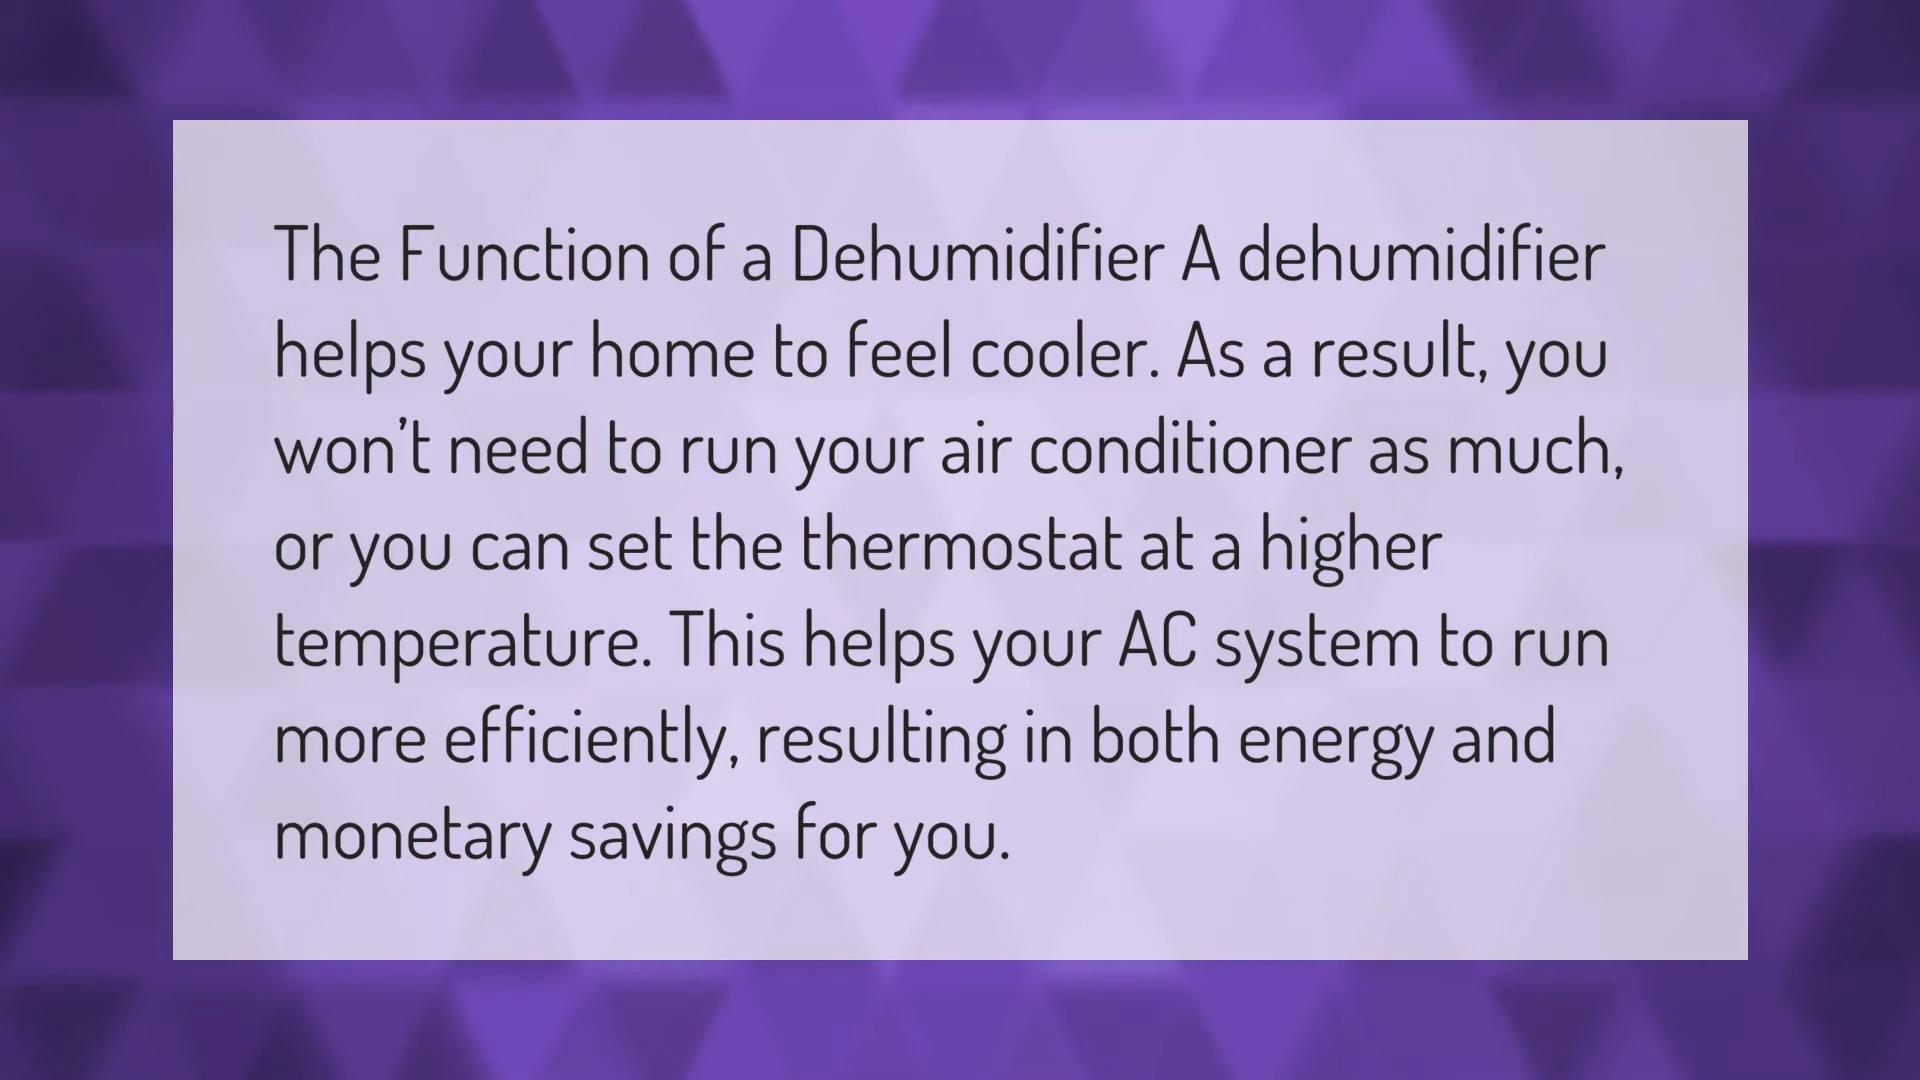 The Function of a Dehumidifier A dehumidifier
helps your home to feel cooler. As a result, you
won’t need to run your air conditioner as much,
or you can set the thermostat at a higher
temperature. This helps your AC system to run
more efficiently, resulting in both energy and
monetary savings for you.